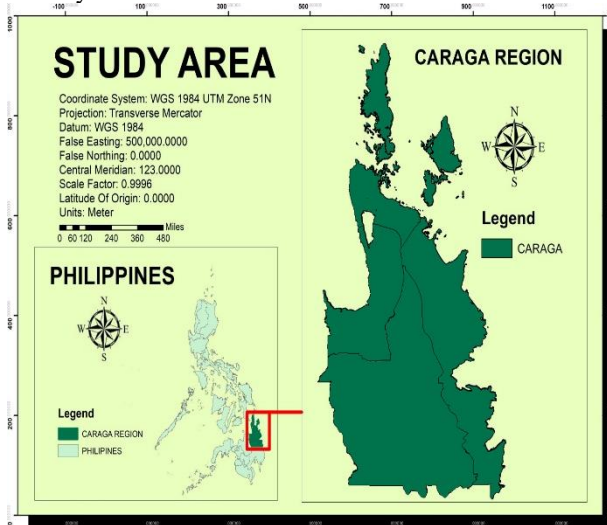 -100 100 300 500 700 900 1100
1000
800
600
400
200
0
STUDY AREA
Coordinate System: WGS 1984 UTM Zone 51N
Projection: Transverse Mercator
Datum: WGS 1984
False Easting: 500,000.0000
False Northing: 0.0000
Central Meridian: 123.0000
Scale Factor: 0.9996
Latitude Of Origin: 0.0000
Units: Meter
Miles
0 60 120 240 360 480
PHILIPPINES
N
W E
S
Legend
CARAGA REGION
PHILIPINES
CARAGA REGION
N
W E
S
Legend
CARAGA